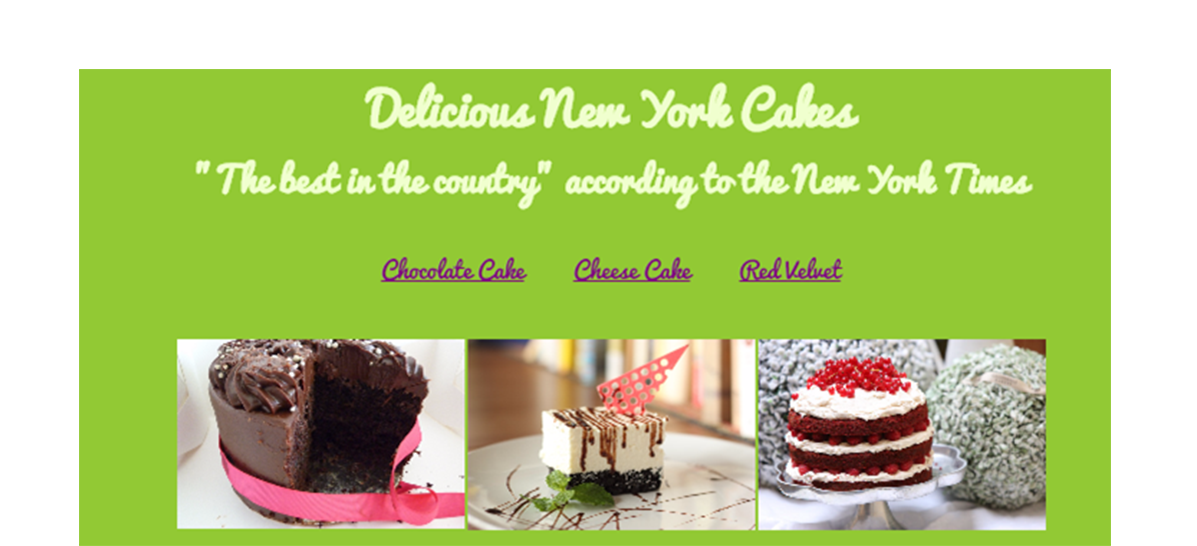 Delicious New York Cakes
" The best in the country" according to the New York Times
Chocolate Cake Cheese Cake Red Velvet